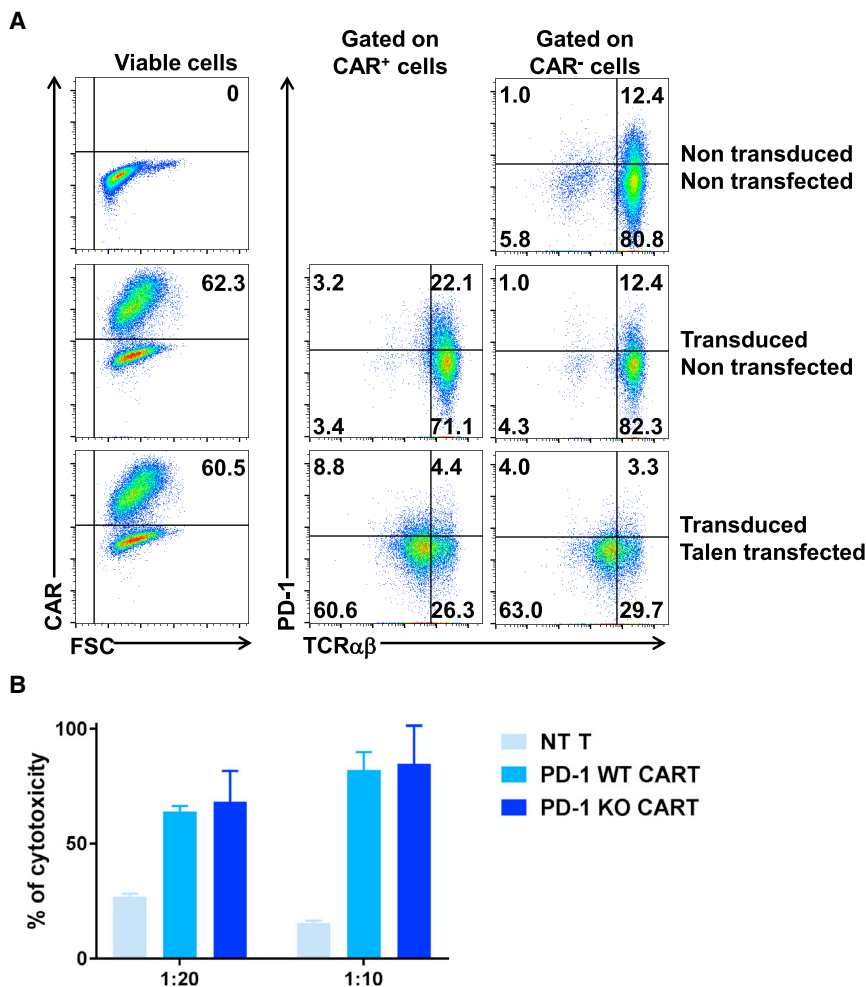 A
Viable cells
Gated on
CAR⁺ cells
Gated on
CAR⁻ cells
0
1.0 12.4
5.8 80.8
Non transduced
Non transfected
62.3
3.2 22.1
3.4 71.1
1.0 12.4
4.3 82.3
Transduced
Non transfected
60.5
8.8 4.4
60.6 26.3
4.0 3.3
63.0 29.7
Transduced
Talen transfected
CAR
FSC
PD-1
TCRαβ
B
% of cytotoxicity
100
50
0
1:20
1:10
NT T
PD-1 WT CART
PD-1 KO CART